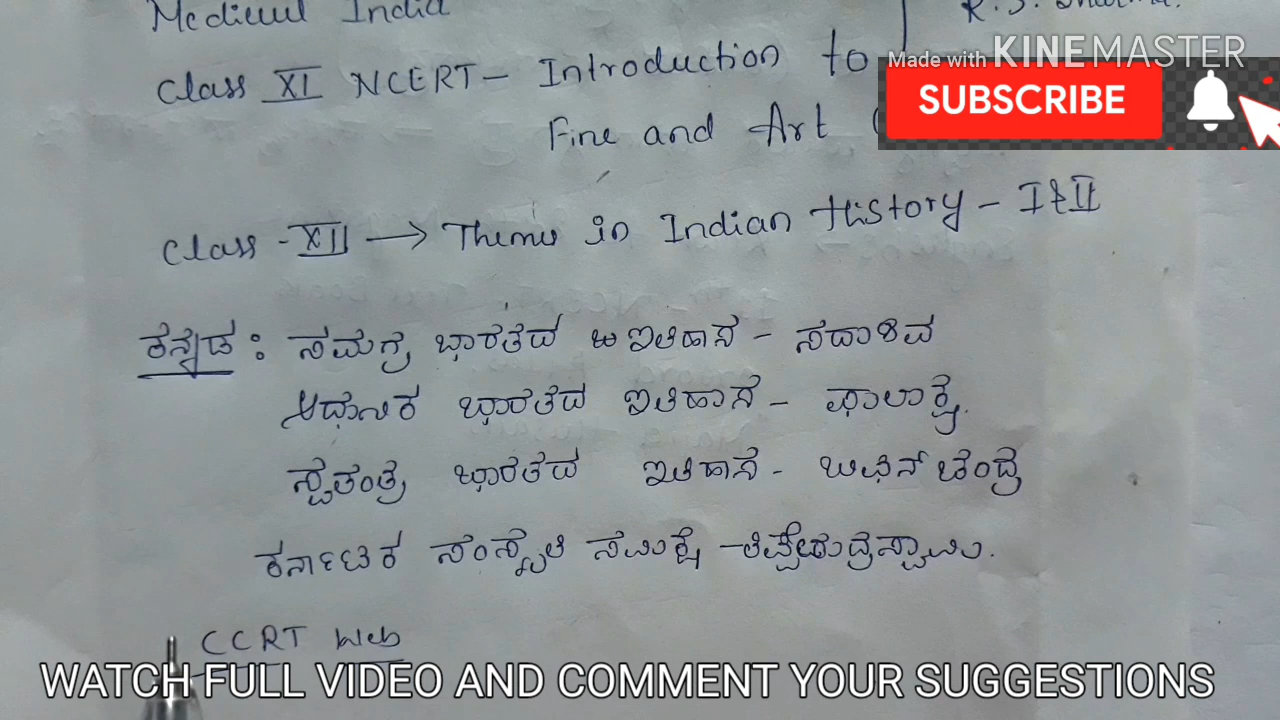 Medieval India
R.S. Sharma.
Made with KINEMASTER
Class XI NCERT - Introduction to
SUBSCRIBE
Fine and Art (
Class - XII → Themes in Indian History - I & II
ಕನ್ನಡ : ಸಮಗ್ರ ಭಾರತದ ಇತಿಹಾಸ - ಸದಾಶಿವ
ಆಧುನಿಕ ಭಾರತದ ಇತಿಹಾಸ - ಫಾಲಾಕ್ಷ.
ಸ್ವತಂತ್ರ ಭಾರತದ ಇತಿಹಾಸ - ಬಿಪಿನ್ ಚಂದ್ರ
ಕರ್ನಾಟಕ ಸಂಸ್ಕೃತಿ ಸಮೀಕ್ಷೆ - ತಿಪ್ಪೇರುದ್ರಸ್ವಾಮಿ.
CCRT Web
WATCH FULL VIDEO AND COMMENT YOUR SUGGESTIONS